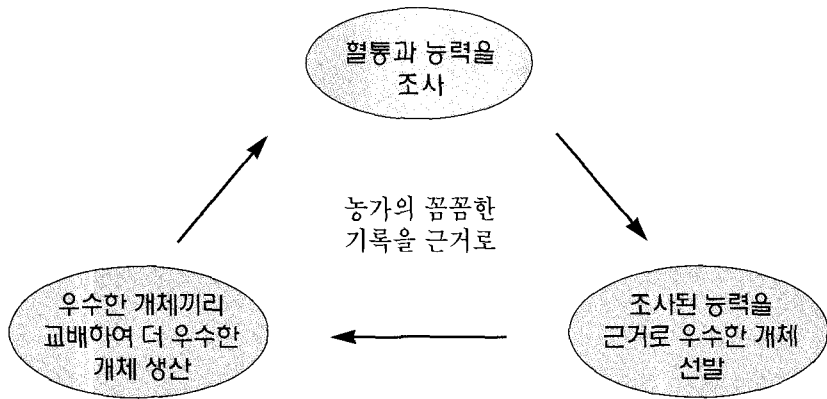 혈통과 능력을
조사
농가의 꼼꼼한
기록을 근거로
우수한 개체끼리
교배하여 더 우수한
개체 생산
조사된 능력을
근거로 우수한 개체
선발